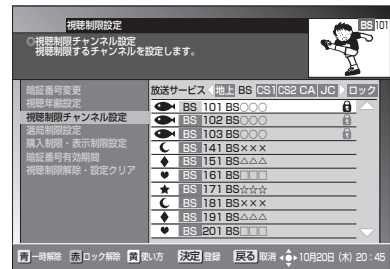 視聴制限設定
BS 101
◎視聴制限チャンネル設定
視聴制限するチャンネルを設定します。
暗証番号変更
視聴年齢設定
視聴制限チャンネル設定
選局制限設定
購入制限・表示制限設定
暗証番号有効期間
視聴制限解除・設定クリア
放送サービス 地上 BS CS1 CS2 CA JC ロック
BS 101 BS○○○
BS 102 BS○○○
BS 103 BS○○○
BS 141 BS×××
BS 151 BS△△△
BS 161 BS□□□
BS 171 BS☆☆☆
BS 181 BS×××
BS 191 BS△△△
BS 201 BS□□□
青 一時解除 赤 ロック解除 黄 使い方 決定 登録 戻る 取消 10月20日 (木) 20:45